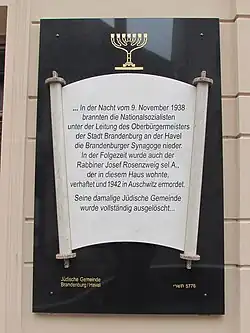 ... In der Nacht vom 9. November 1938
brannten die Nationalsozialisten
unter der Leitung des Oberbürgermeisters
der Stadt Brandenburg an der Havel
die Brandenburger Synagoge nieder.
In der Folgezeit wurde auch der
Rabbiner Josef Rosenzweig sel.A.,
der in diesem Haus wohnte,
verhaftet und 1942 in Auschwitz ermordet.
Seine damalige Jüdische Gemeinde
wurde vollständig ausgelöscht...
Jüdische Gemeinde
Brandenburg/Havel
תשרי 5776